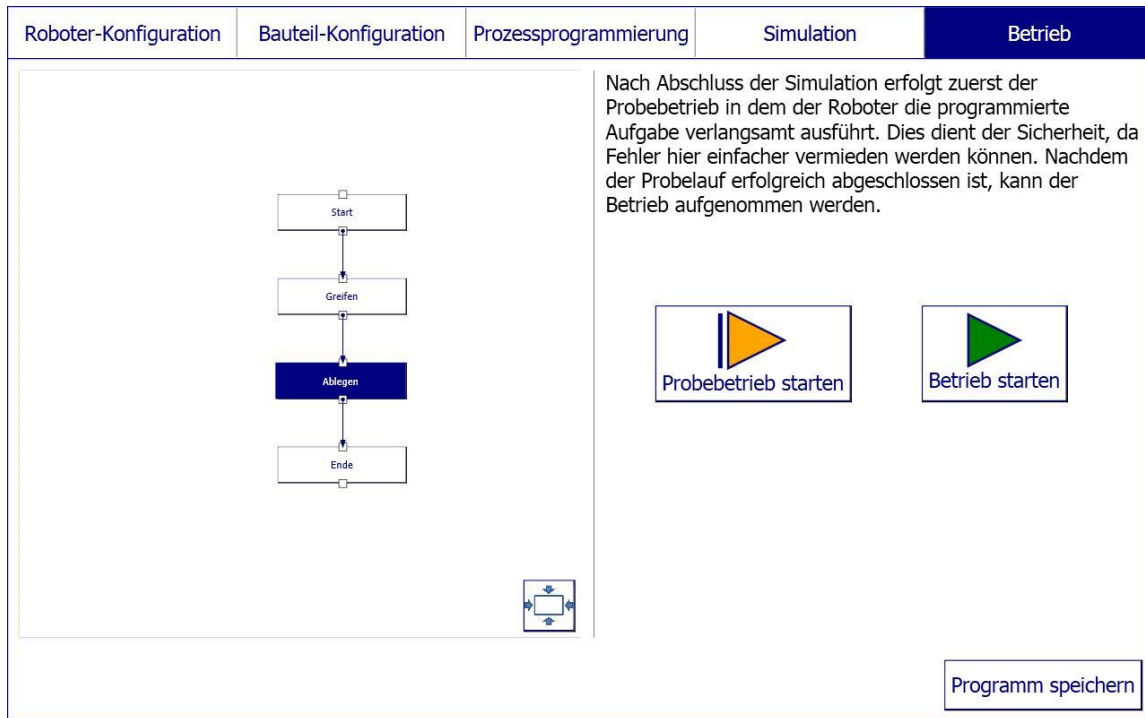 Roboter-Konfiguration
Bauteil-Konfiguration
Prozessprogrammierung
Simulation
Betrieb
Start
Greifen
Ablegen
Ende
Nach Abschluss der Simulation erfolgt zuerst der
Probebetrieb in dem der Roboter die programmierte
Aufgabe verlangsamt ausführt. Dies dient der Sicherheit, da
Fehler hier einfacher vermieden werden können. Nachdem
der Probelauf erfolgreich abgeschlossen ist, kann der
Betrieb aufgenommen werden.
Probebetrieb starten
Betrieb starten
Programm speichern